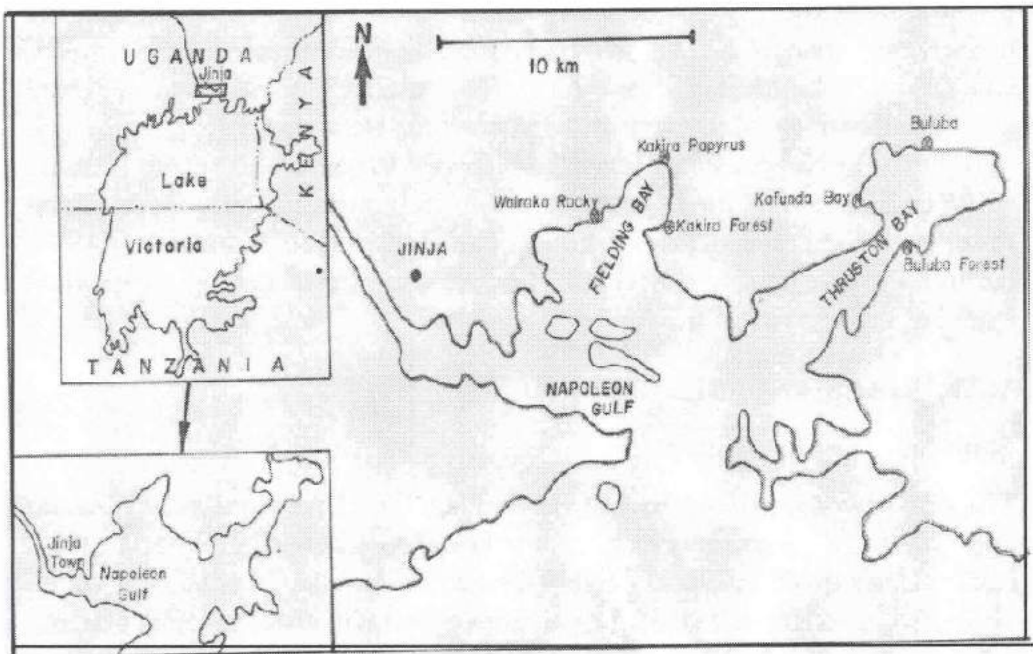 UGANDA
Jinja
KENYA
Lake
Victoria
TANZANIA
N
10 km
Buluba
Kakira Papyrus
Wairaka Rocky
Kafunda Bay
Kakira Forest
FIELDING BAY
JINJA
THRUSTON BAY
Buluba Forest
NAPOLEON
GULF
Jinja
Town
Napoleon
Gulf